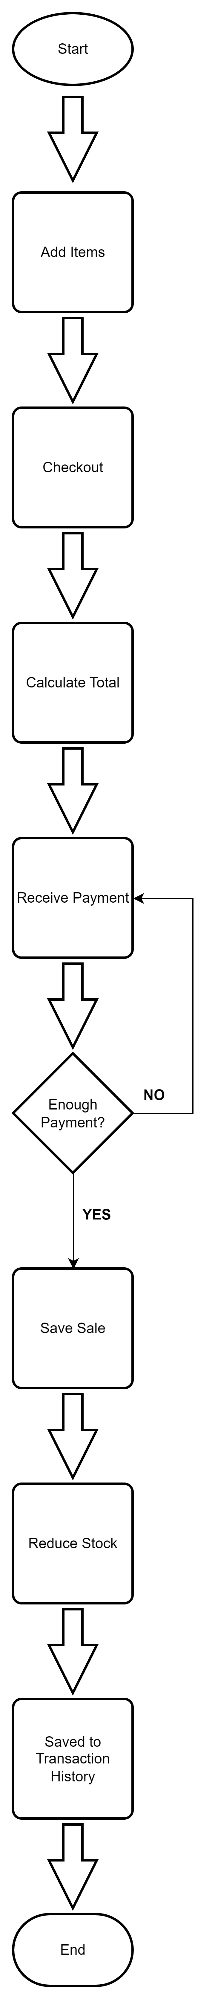 Start
Add Items
Checkout
Calculate Total
Receive Payment
Enough
Payment?
NO
YES
Save Sale
Reduce Stock
Saved to
Transaction
History
End